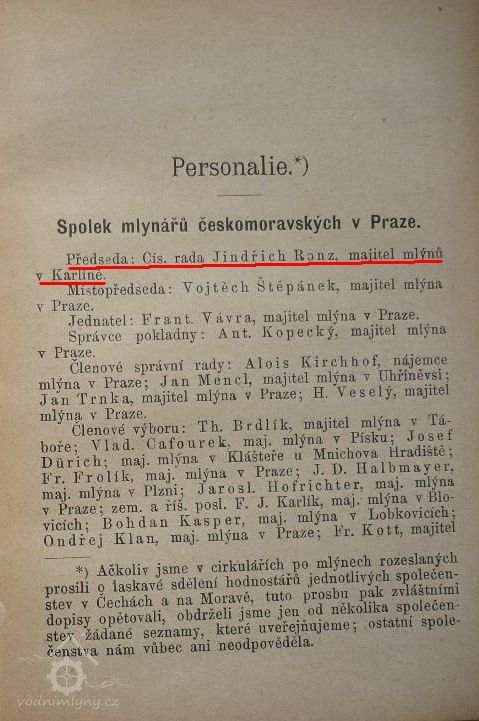 Personalie.*)
Spolek mlynářů českomoravských v Praze.
Předseda: Cís. rada Jindřich Ronz, majitel mlýnů
v Karlíně.
Místopředseda: Vojtěch Štěpánek, majitel mlýna
v Praze.
Jednatel: Frant. Vávra, majitel mlýna v Praze.
Správce pokladny: Ant. Kopecký, majitel mlýna
v Praze.
Členové správní rady: Alois Kirchhof, nájemce
mlýna v Praze; Jan Mencl, majitel mlýna v Uhříněvsi;
Jan Trnka, majitel mlýna v Praze; H. Veselý, majitel
mlýna v Praze.
Členové výboru: Th. Brdlík, majitel mlýna v Tá-
boře; Vlad. Cafourek, maj. mlýna v Písku; Josef
Dürich; maj. mlýna v Klášteře u Mnichova Hradiště;
Fr. Frolík, maj. mlýna v Praze; J. D. Halbmayer,
maj. mlýna v Plzni; Jarosl. Hofrichter, maj. mlýna
v Praze; zem. a říš. posl. F. J. Karlík, maj. mlýna v Blo-
vicích; Bohdan Kasper, maj. mlýna v Lobkovicích;
Ondřej Klan, maj. mlýna v Praze; Fr. Kott, majitel
*) Ačkoliv jsme v cirkulářích po mlýnech rozeslaných
prosili o laskavé sdělení hodnostářů jednotlivých společen-
stev v Čechách a na Moravě, tuto prosbu pak zvláštními
dopisy opětovali, obdrželi jsme jen od několika společen-
stev žádané seznamy, které uveřejňujeme; ostatní spole-
čenstva nám vůbec ani neodpověděla.
vodnimlyny.cz